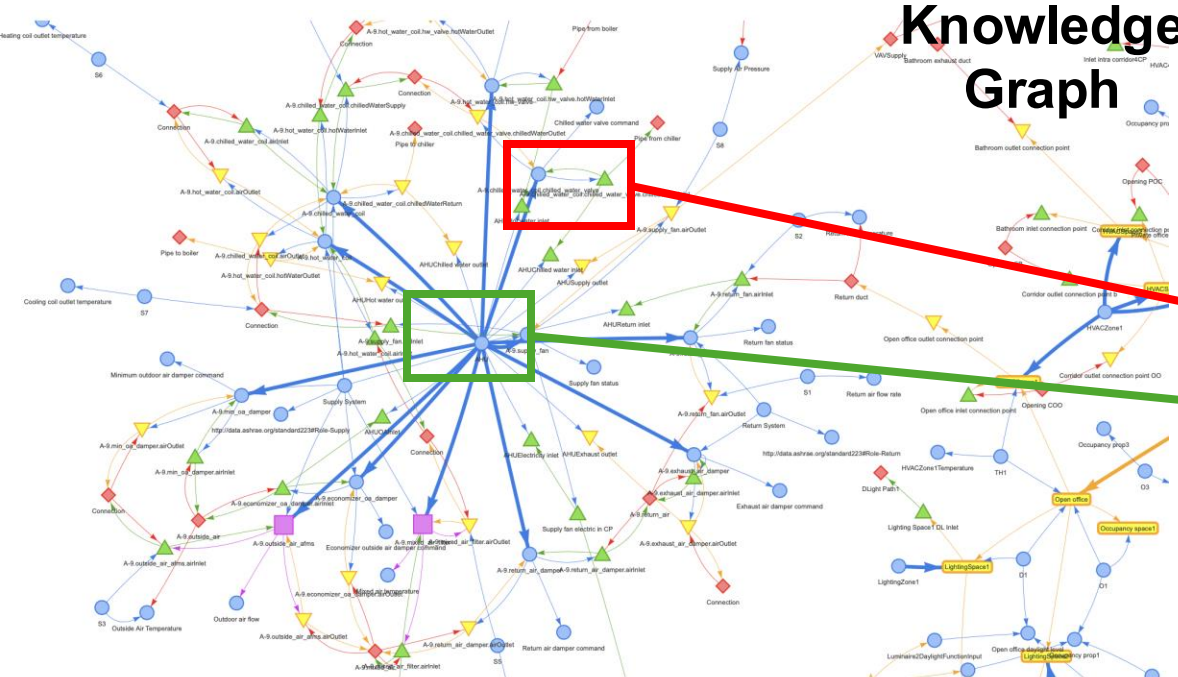 Knowledge
Graph
Heating coil outlet temperature
S6
A-9.hot_water_coil.hw_valve.hotWaterOutlet
Connection
Pipe from boiler
Supply Air Pressure
VAVSupply
Bathroom exhaust duct
Inlet intra corridor4CP
Connection
A-9.chilled_water_coil.chilledWaterSupply
A-9.hot_water_coil.hotWaterInlet
Chilled water valve command
Occupancy pro
Connection
A-9.chilled_water_coil.airInlet
Pipe to chiller
A-9.chilled_water_coil.chilled_water_valve.chilledWaterOutlet
Pipe from chiller
S8
Bathroom outlet connection point
A-9.hot_water_coil.airOutlet
A-9.chilled_water_coil.chilledWaterReturn
A-9.chilled_water_coil
Opening POC
A-9.supply_fan.airOutlet
S2
Bathroom inlet connection point
Pipe to boiler
A-9.hot_water_coil.hotWaterOutlet
AHUChilled water outlet
AHUChilled water inlet
AHUSupply outlet
A-9.return_fan.airInlet
Return duct
Corridor outlet connection point b
Cooling coil outlet temperature
S7
Connection
AHUReturn inlet
Return fan status
Open office outlet connection point
HVACZone1
A-9.supply_fan
Minimum outdoor air damper command
Supply fan status
Corridor outlet connection point OO
Supply System
S1
Return air flow rate
Opening COO
Open office inlet connection point
A-9.min_oa_damper
http://data.ashrae.org/standard223#Role-Supply
A-9.return_fan.airOutlet
Return System
A-9.min_oa_damper.airOutlet
Connection
AHUElectricity inlet
AHUExhaust outlet
http://data.ashrae.org/standard223#Role-Return
HVACZone1Temperature
TH1
Occupancy prop3
O3
A-9.min_oa_damper.airInlet
A-9.exhaust_air_damper
A-9.exhaust_air_damper.airInlet
DLight Path1
Connection
A-9.economizer_oa_damper
A-9.return_air
Exhaust air damper command
Open office
Lighting Space1 DL Inlet
Occupancy space1
A-9.outside_air
A-9.outside_air_afms
Supply fan electric in CP
A-9.exhaust_air_damper.airOutlet
Economizer outside air damper command
A-9.outside_air_afms.airInlet
A-9.return_air_damper
A-9.return_air_damper.airInlet
LightingZone1
LightingSpace1
D1
O1
Connection
S3
Outside Air Temperature
Outdoor air flow
A-9.outside_air_afms.airOutlet
A-9.return_air_damper.airOutlet
S5
Return air damper command
Luminaire2DaylightFunctionInput